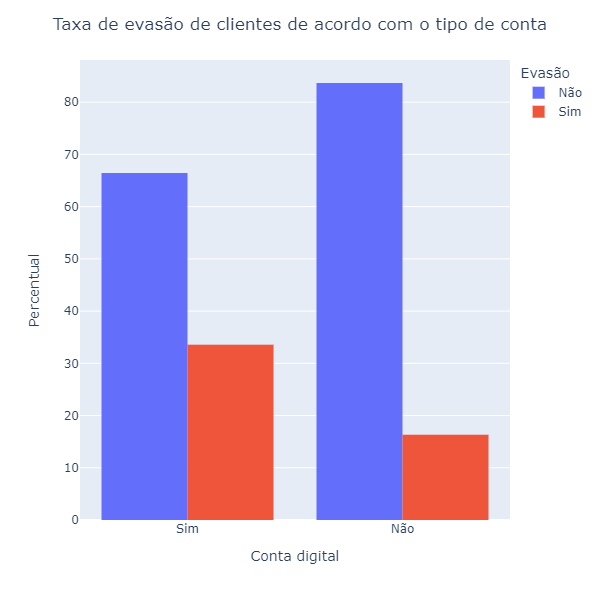 Taxa de evasão de clientes de acordo com o tipo de conta
Evasão
Não
Sim
80
70
60
50
40
30
20
10
0
Percentual
Sim
Não
Conta digital